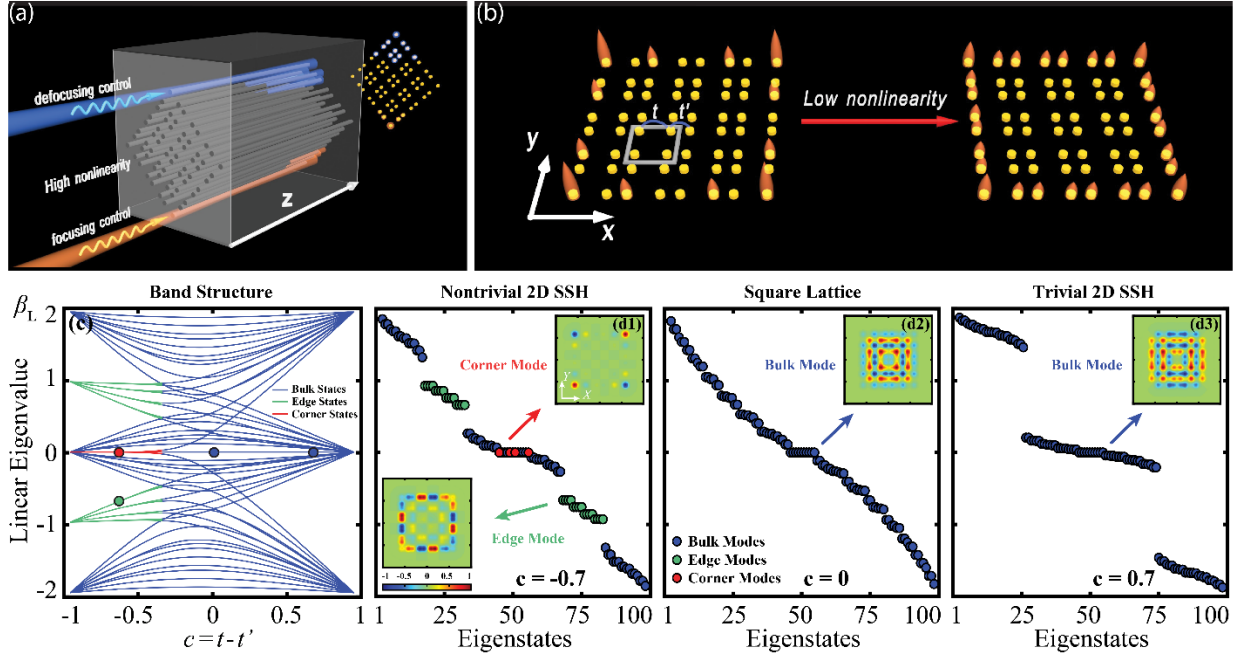 (a)
defocusing control
High nonlinearity
focusing control
z
(b)
t t'
y
x
Low nonlinearity
Band Structure
Nontrivial 2D SSH
Square Lattice
Trivial 2D SSH
βL
(c)
Linear Eigenvalue
2
1
0
-1
-2
Bulk States
Edge States
Corner States
-1 -0.5 0 0.5 1
c = t - t'
(d1)
Corner Mode
Y
X
Edge Mode
-1 -0.5 0 0.5 1
c = -0.7
1 25 50 75 100
Eigenstates
(d2)
Bulk Mode
Bulk Modes
Edge Modes
Corner Modes
c = 0
1 25 50 75 100
Eigenstates
(d3)
Bulk Mode
c = 0.7
1 25 50 75 100
Eigenstates